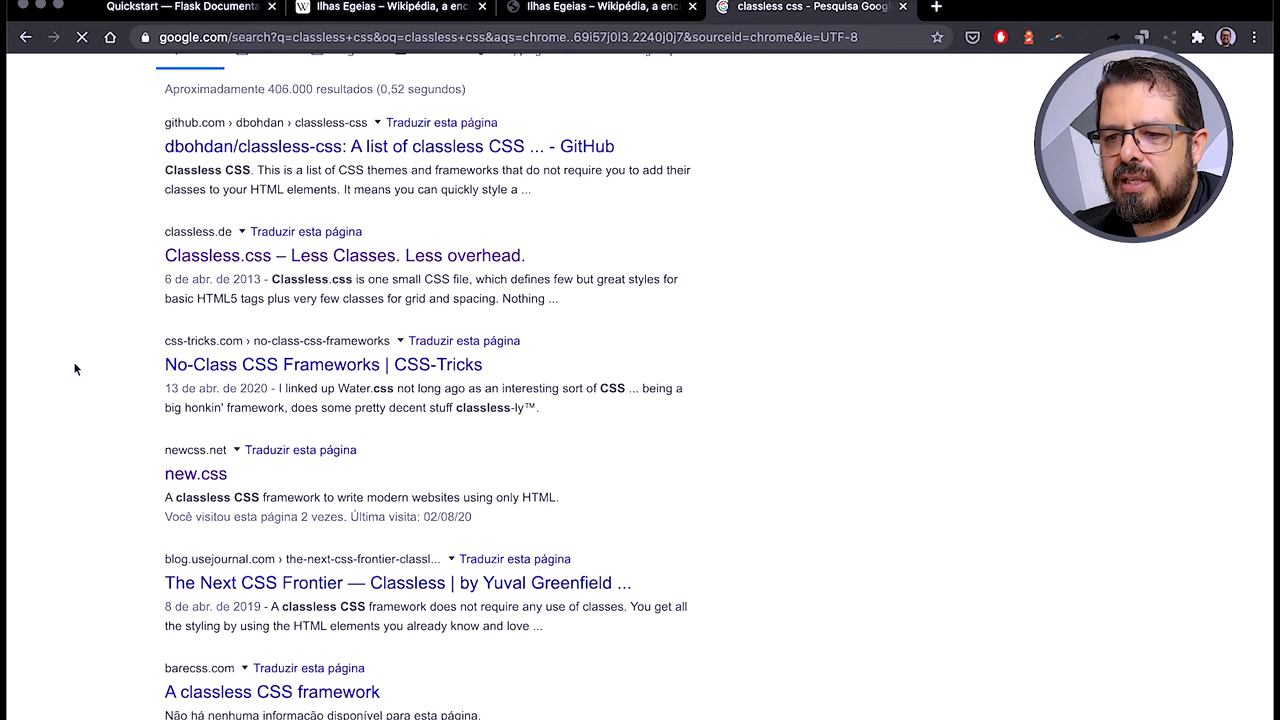 Quickstart — Flask Documenta
Ilhas Egeias – Wikipédia, a enci
Ilhas Egeias – Wikipédia, a enci
classless css - Pesquisa Googl
google.com/search?q=classless+css&oq=classless+css&aqs=chrome..69i57j0l3.2240j0j7&sourceid=chrome&ie=UTF-8
Aproximadamente 406.000 resultados (0,52 segundos)
github.com › dbohdan › classless-css Traduzir esta página
dbohdan/classless-css: A list of classless CSS ... - GitHub
Classless CSS. This is a list of CSS themes and frameworks that do not require you to add their
classes to your HTML elements. It means you can quickly style a ...
classless.de Traduzir esta página
Classless.css – Less Classes. Less overhead.
6 de abr. de 2013 - Classless.css is one small CSS file, which defines few but great styles for
basic HTML5 tags plus very few classes for grid and spacing. Nothing ...
css-tricks.com › no-class-css-frameworks Traduzir esta página
No-Class CSS Frameworks | CSS-Tricks
13 de abr. de 2020 - I linked up Water.css not long ago as an interesting sort of CSS ... being a
big honkin' framework, does some pretty decent stuff classless-ly™.
newcss.net Traduzir esta página
new.css
A classless CSS framework to write modern websites using only HTML.
Você visitou esta página 2 vezes. Última visita: 02/08/20
blog.usejournal.com › the-next-css-frontier-classl... Traduzir esta página
The Next CSS Frontier — Classless | by Yuval Greenfield ...
8 de abr. de 2019 - A classless CSS framework does not require any use of classes. You get all
the styling by using the HTML elements you already know and love ...
barecss.com Traduzir esta página
A classless CSS framework
Não há nenhuma informação disponível para esta página.